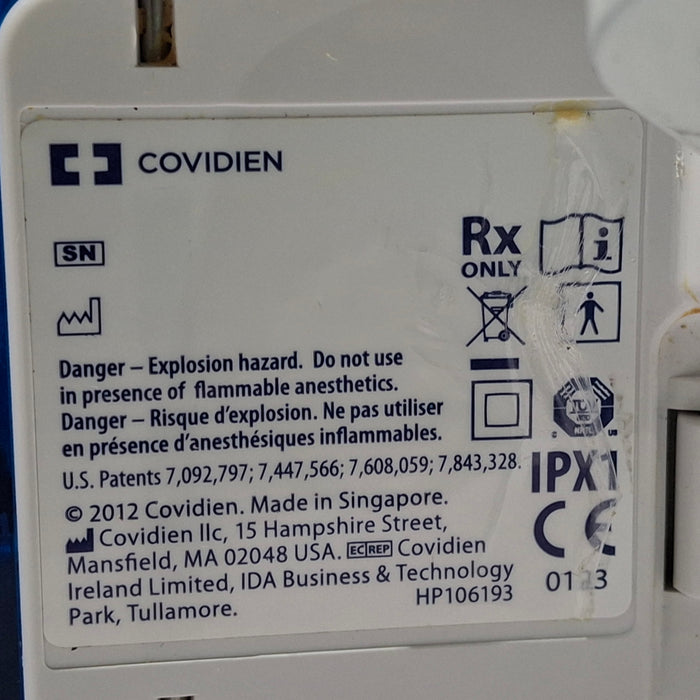 COVIDIEN
SN
Rx
ONLY
Danger – Explosion hazard. Do not use
in presence of flammable anesthetics.
Danger – Risque d'explosion. Ne pas utiliser
en présence d'anesthésiques inflammables.
U.S. Patents 7,092,797; 7,447,566; 7,608,059; 7,843,328.
IPX1
© 2012 Covidien. Made in Singapore.
Covidien llc, 15 Hampshire Street,
Mansfield, MA 02048 USA. EC REP Covidien
Ireland Limited, IDA Business & Technology
Park, Tullamore.
HP106193
CE